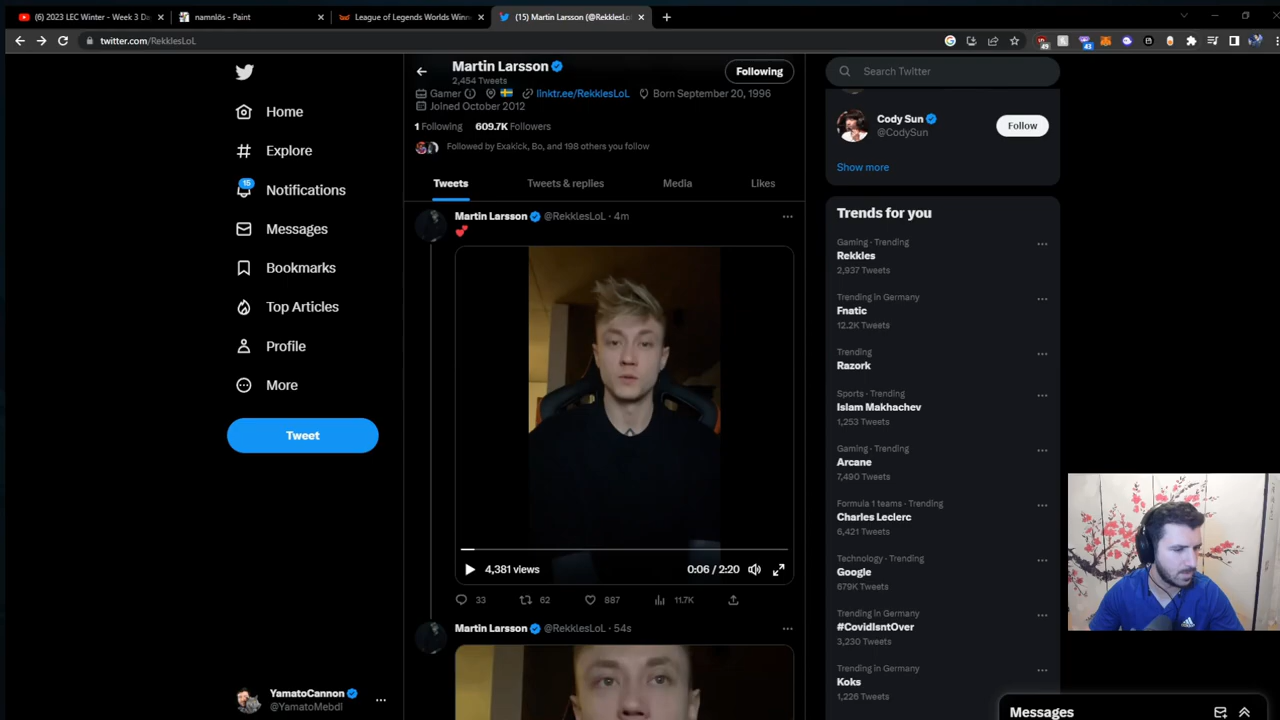 (6) 2023 LEC Winter - Week 3 Da
namnlös - Paint
League of Legends Worlds Winn
(15) Martin Larsson (@RekklesLoL
twitter.com/RekklesLoL
49
43
Home
Explore
15
Notifications
Messages
Bookmarks
Top Articles
Profile
More
Tweet
YamatoCannon
@YamatoMebdI
Martin Larsson
2,454 Tweets
Following
Gamer
linktr.ee/RekklesLoL
Born September 20, 1996
Joined October 2012
1 Following 609.7K Followers
Followed by Exakick, Bo, and 198 others you follow
Tweets
Tweets & replies
Media
Likes
Martin Larsson @RekklesLoL · 4m
💕
4,381 views
0:06 / 2:20
33
62
887
11.7K
Martin Larsson @RekklesLoL · 54s
Search Twitter
Cody Sun
@CodySun
Follow
Show more
Trends for you
Gaming · Trending
Rekkles
2,937 Tweets
Trending in Germany
Fnatic
12.2K Tweets
Trending
Razork
Sports · Trending
Islam Makhachev
1,253 Tweets
Gaming · Trending
Arcane
7,490 Tweets
Formula 1 teams · Trending
Charles Leclerc
6,421 Tweets
Technology · Trending
Google
679K Tweets
Trending in Germany
#CovidIsntOver
3,230 Tweets
Trending in Germany
Koks
1,226 Tweets
Messages